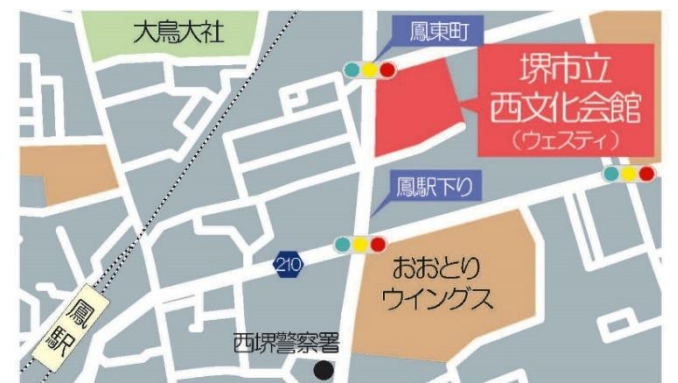 大鳥大社
鳳東町
堺市立
西文化会館
(ウェスティ)
鳳駅下り
210
おおとり
ウイングス
鳳駅
西堺警察署